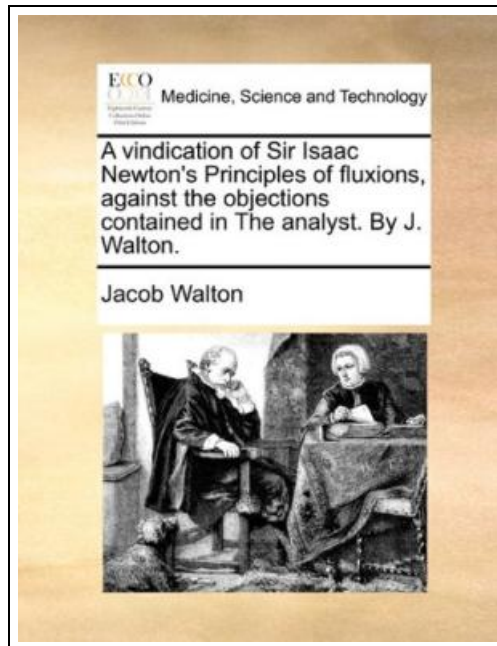 ECCO
Medicine, Science and Technology
A vindication of Sir Isaac
Newton's Principles of fluxions,
against the objections
contained in The analyst. By J.
Walton.
Jacob Walton